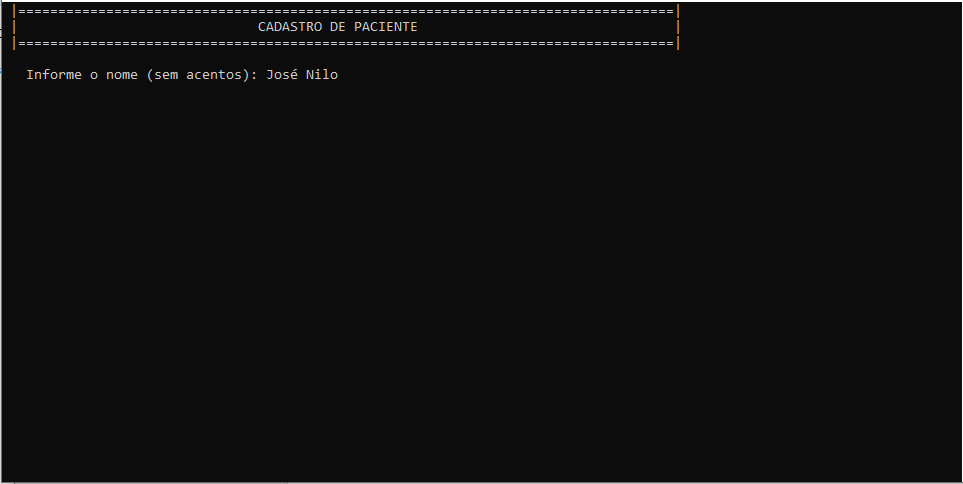 |==================================================================================|
|                              CADASTRO DE PACIENTE                                |
|==================================================================================|
Informe o nome (sem acentos): José Nilo